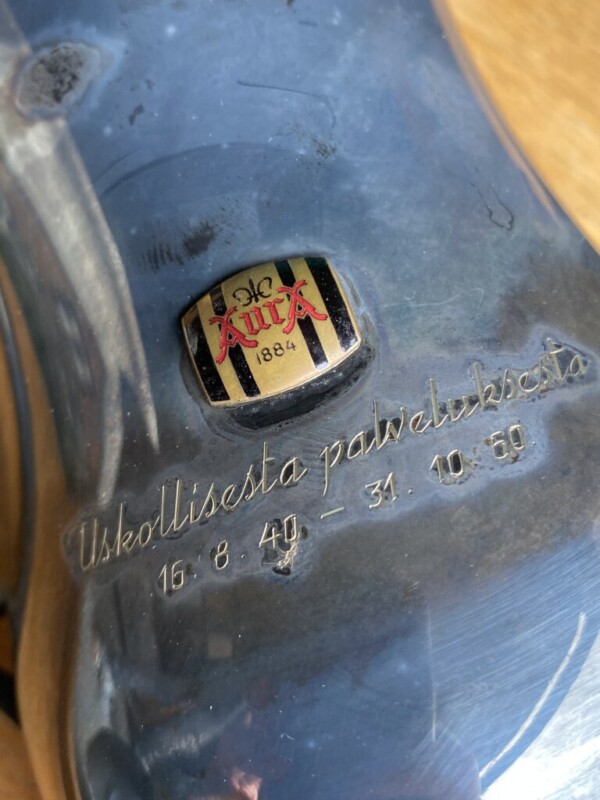 AurA
1884
Uskollisesta palveluksesta
16. 8. 40 — 31. 10. 60.